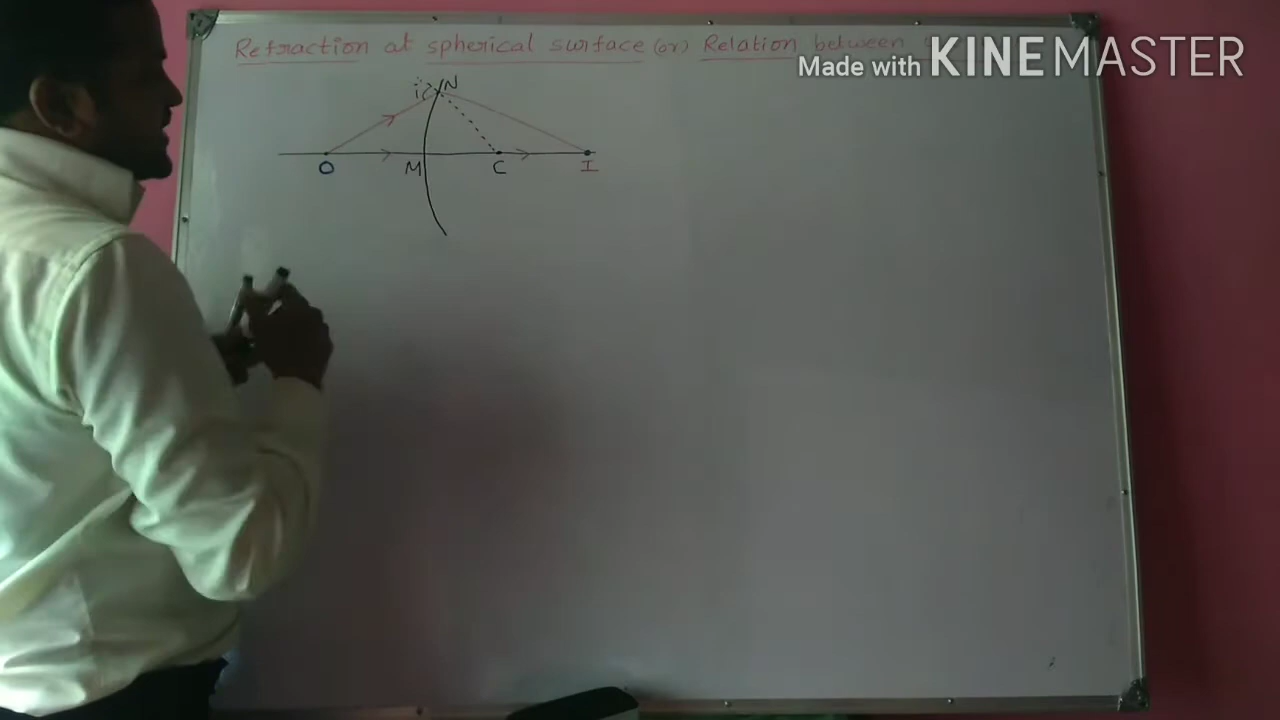 Refraction at spherical surface (or) Relation between
Made with KINEMASTER
i N
O M C I